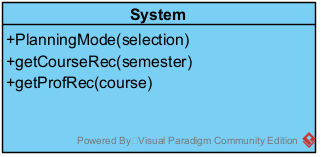 System
+PlanningMode(selection)
+getCourseRec(semester)
+getProfRec(course)
Powered By: Visual Paradigm Community Edition